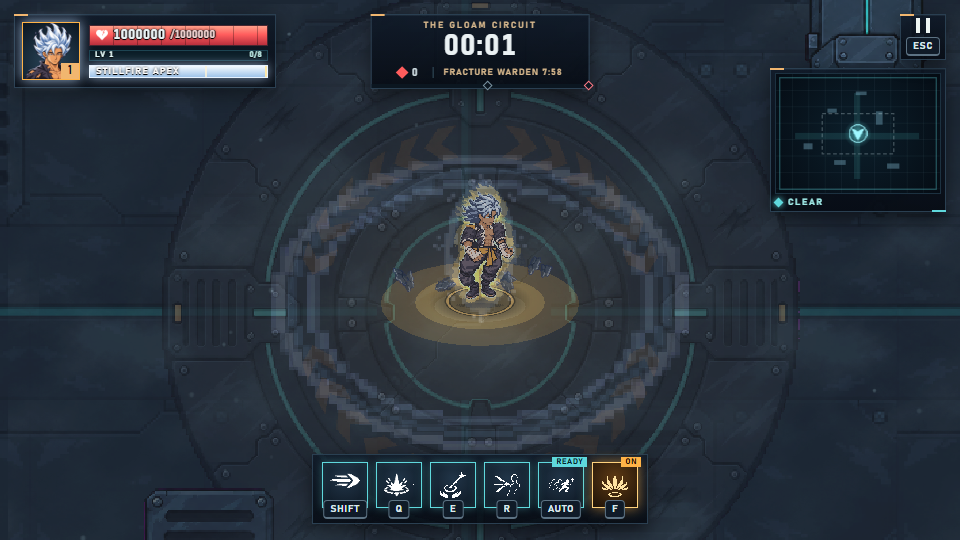 1000000 /1000000
LV 1
0/8
1
STILLFIRE APEX
THE GLOAM CIRCUIT
00:01
0
FRACTURE WARDEN 7:58
ESC
CLEAR
READY
ON
SHIFT
Q
E
R
AUTO
F